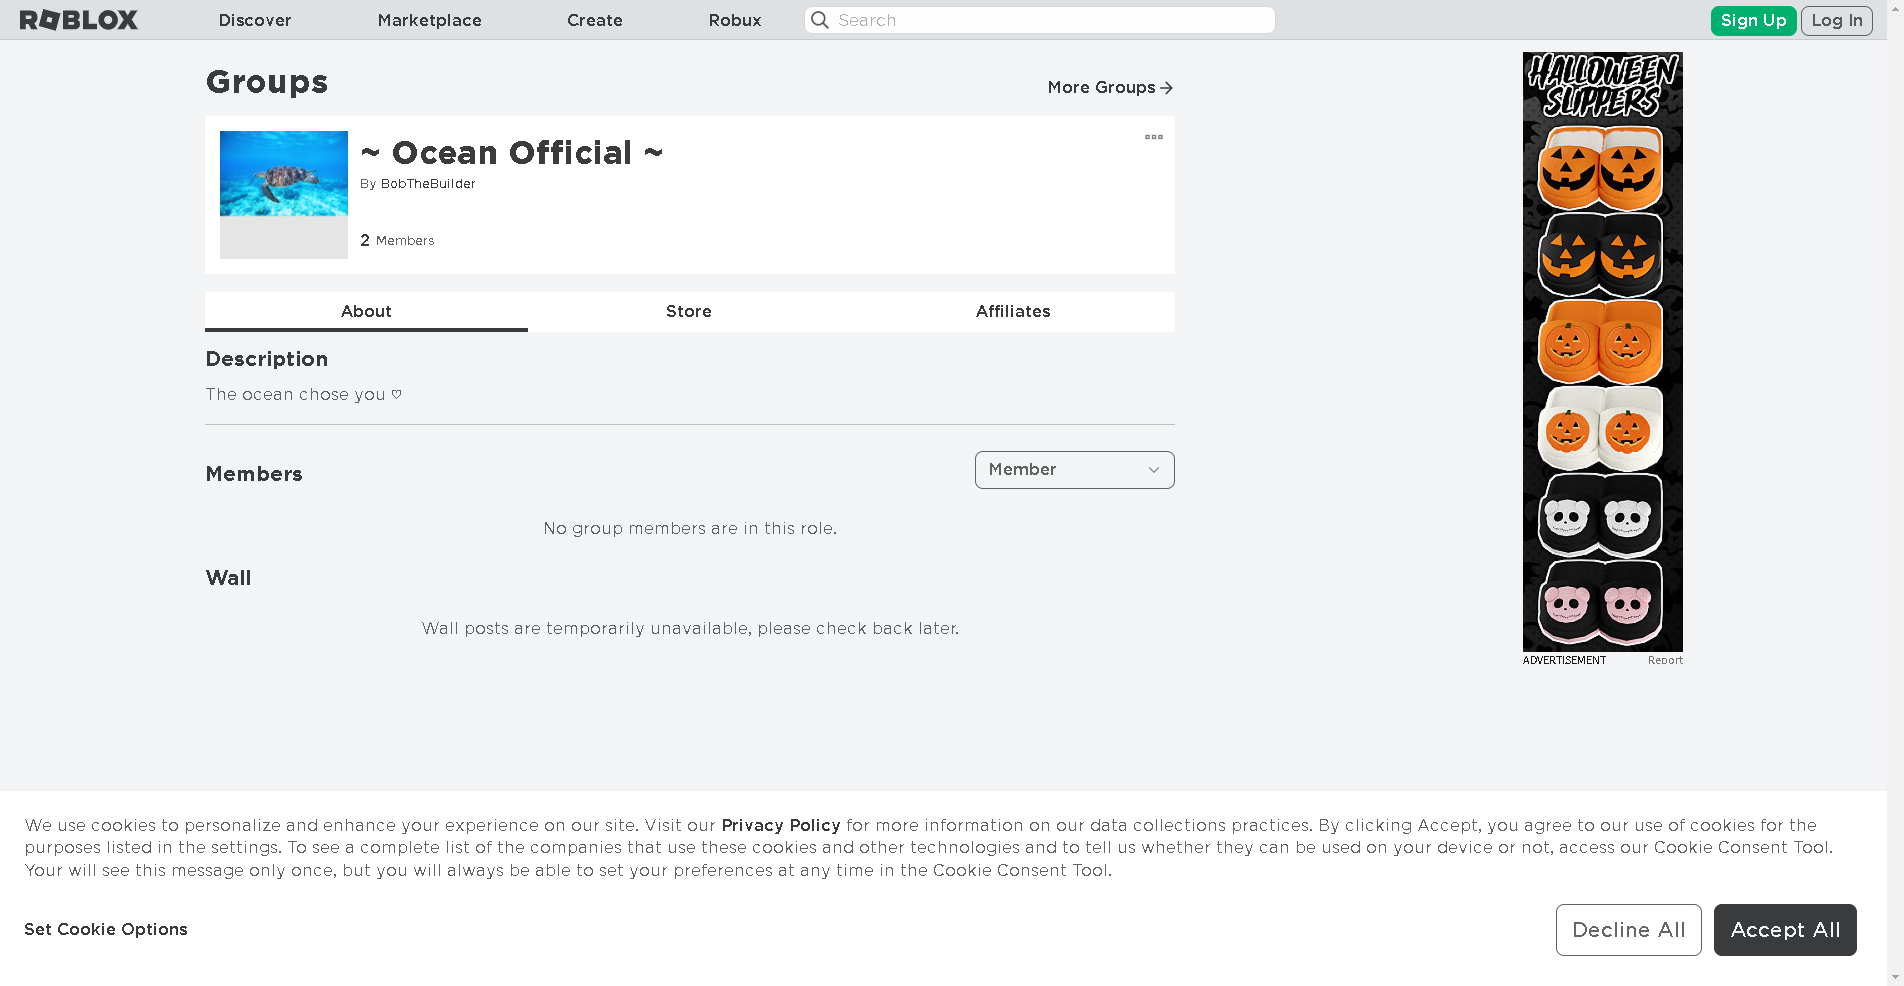 ROBLOX
Discover
Marketplace
Create
Robux
Search
Sign Up
Log In
Groups
More Groups
~ Ocean Official ~
By BobTheBuilder
2 Members
About
Store
Affiliates
Description
The ocean chose you ♡
Members
Member
No group members are in this role.
Wall
Wall posts are temporarily unavailable, please check back later.
HALLOWEEN
SLIPPERS
ADVERTISEMENT
Report
We use cookies to personalize and enhance your experience on our site. Visit our Privacy Policy for more information on our data collections practices. By clicking Accept, you agree to our use of cookies for the
purposes listed in the settings. To see a complete list of the companies that use these cookies and other technologies and to tell us whether they can be used on your device or not, access our Cookie Consent Tool.
Your will see this message only once, but you will always be able to set your preferences at any time in the Cookie Consent Tool.
Set Cookie Options
Decline All
Accept All